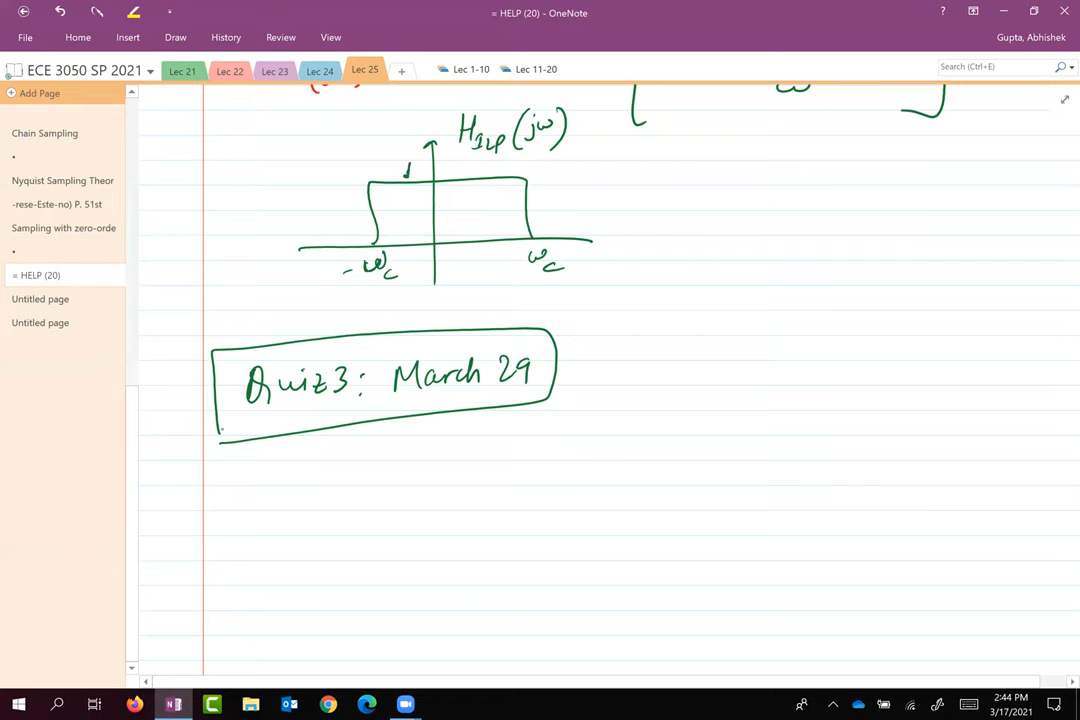 = HELP (20) - OneNote
?
File
Home
Insert
Draw
History
Review
View
Gupta, Abhishek
ECE 3050 SP 2021
Lec 21
Lec 22
Lec 23
Lec 24
Lec 25
+
Lec 1-10
Lec 11-20
Search (Ctrl+E)
Add Page
Chain Sampling
•
Nyquist Sampling Theor
-rese-Este-no) P. 51st
Sampling with zero-orde
•
= HELP (20)
Untitled page
Untitled page
ω
H_ILP(jω)
1
-ω_c
ω_c
Quiz 3: March 29
2:44 PM
3/17/2021